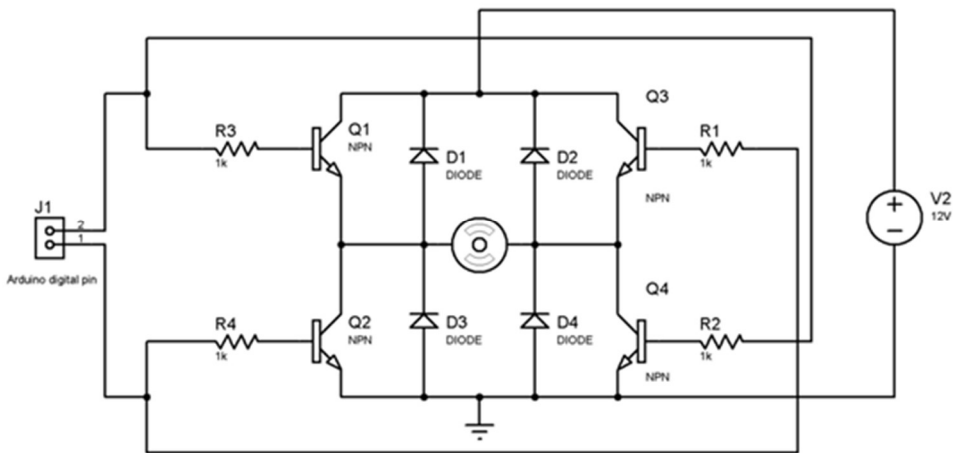 Q3
R3
1k
Q1
NPN
D1
DIODE
D2
DIODE
R1
1k
NPN
J1
2
1
Arduino digital pin
V2
12V
Q4
R4
1k
Q2
NPN
D3
DIODE
D4
DIODE
R2
1k
NPN